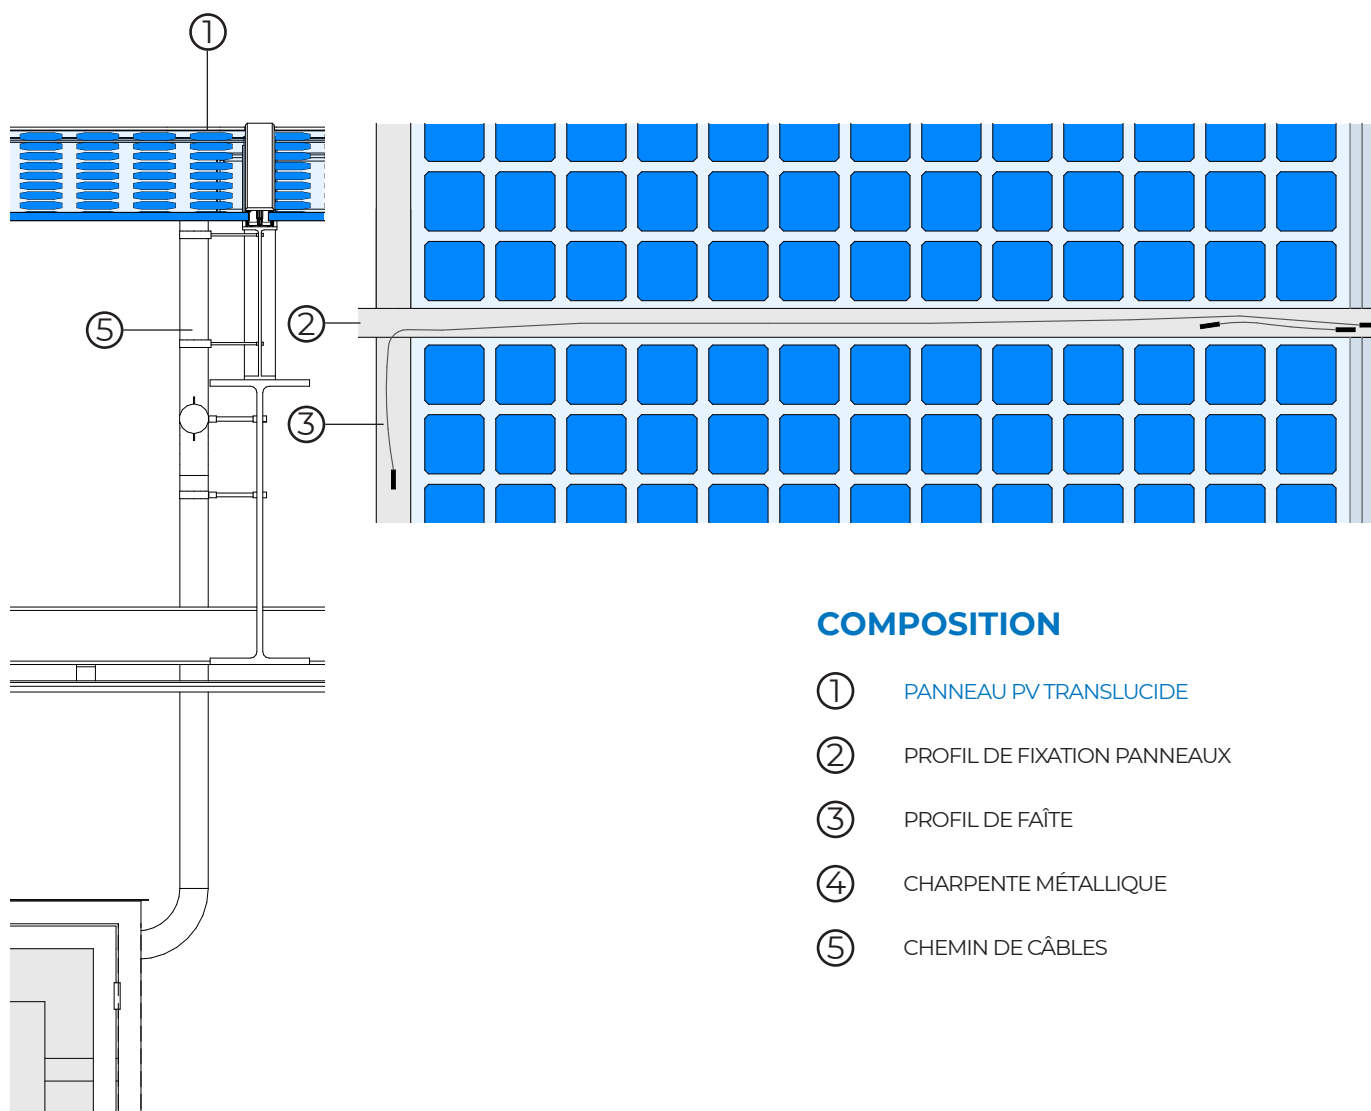 1
5
2
3
COMPOSITION
1 PANNEAU PV TRANSLUCIDE
2 PROFIL DE FIXATION PANNEAUX
3 PROFIL DE FAÎTE
4 CHARPENTE MÉTALLIQUE
5 CHEMIN DE CÂBLES